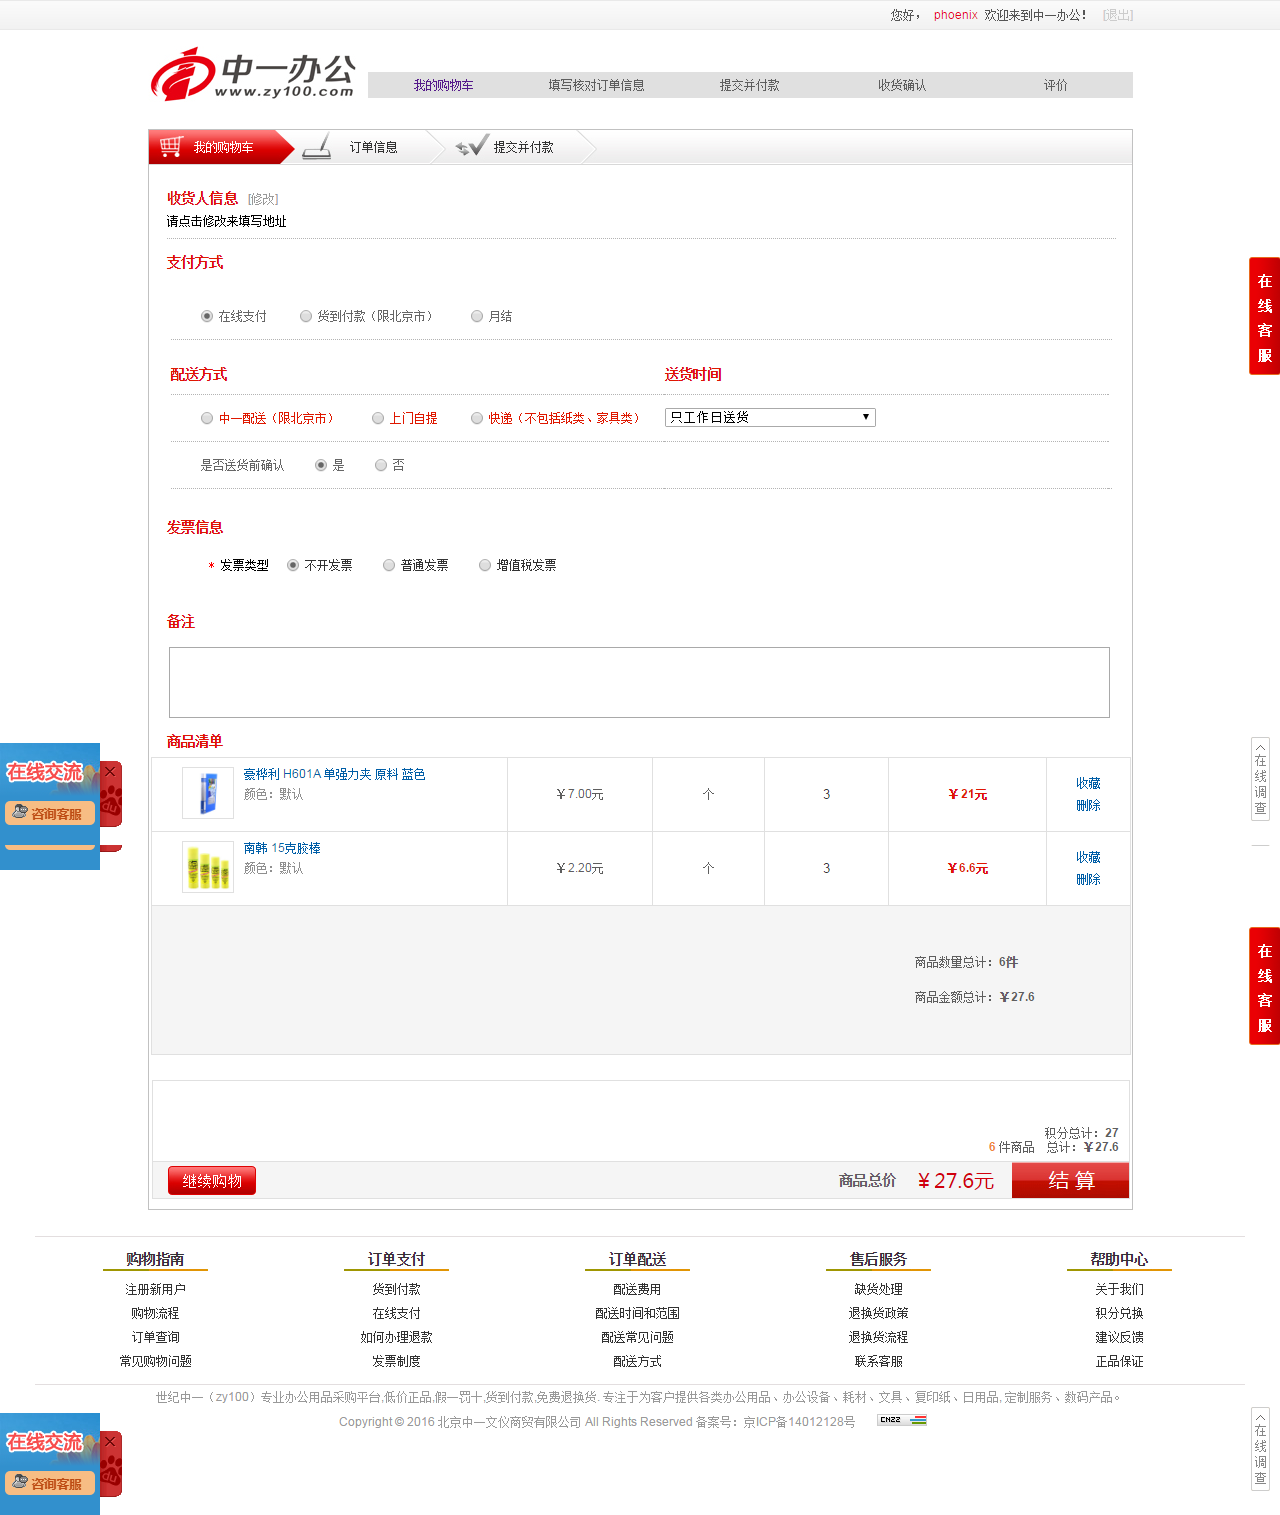 您好， phoenix 欢迎来到中一办公！ [退出]
中一办公
www.zy100.com
我的购物车 填写核对订单信息 提交并付款 收货确认 评价
我的购物车 订单信息 提交并付款
收货人信息 [修改]
请点击修改来填写地址
支付方式
在线支付 货到付款（限北京市） 月结
配送方式 送货时间
中一配送（限北京市） 上门自提 快递（不包括纸类、家具类） 只工作日送货
是否送货前确认 是 否
发票信息
* 发票类型 不开发票 普通发票 增值税发票
备注
商品清单
豪桦利 H601A 单强力夹 原料 蓝色
颜色：默认
￥7.00元 个 3 ￥21元
收藏
删除
南韩 15克胶棒
颜色：默认
￥2.20元 个 3 ￥6.6元
收藏
删除
商品数量总计：6件
商品金额总计：￥27.6
积分总计：27
6 件商品 总计：￥27.6
继续购物 商品总价 ￥27.6元 结 算
购物指南 订单支付 订单配送 售后服务 帮助中心
注册新用户 货到付款 配送费用 缺货处理 关于我们
购物流程 在线支付 配送时间和范围 退换货政策 积分兑换
订单查询 如何办理退款 配送常见问题 退换货流程 建议反馈
常见购物问题 发票制度 配送方式 联系客服 正品保证
世纪中一（zy100）专业办公用品采购平台,低价正品,假一罚十,货到付款,免费退换货. 专注于为客户提供各类办公用品、办公设备、耗材、文具、复印纸、日用品, 定制服务、数码产品。
Copyright © 2016 北京中一文仪商贸有限公司 All Rights Reserved 备案号：京ICP备14012128号 CNZZ
在线客服
在线调查
在线客服
在线调查
在线交流
咨询客服
du
在线交流
咨询客服
du